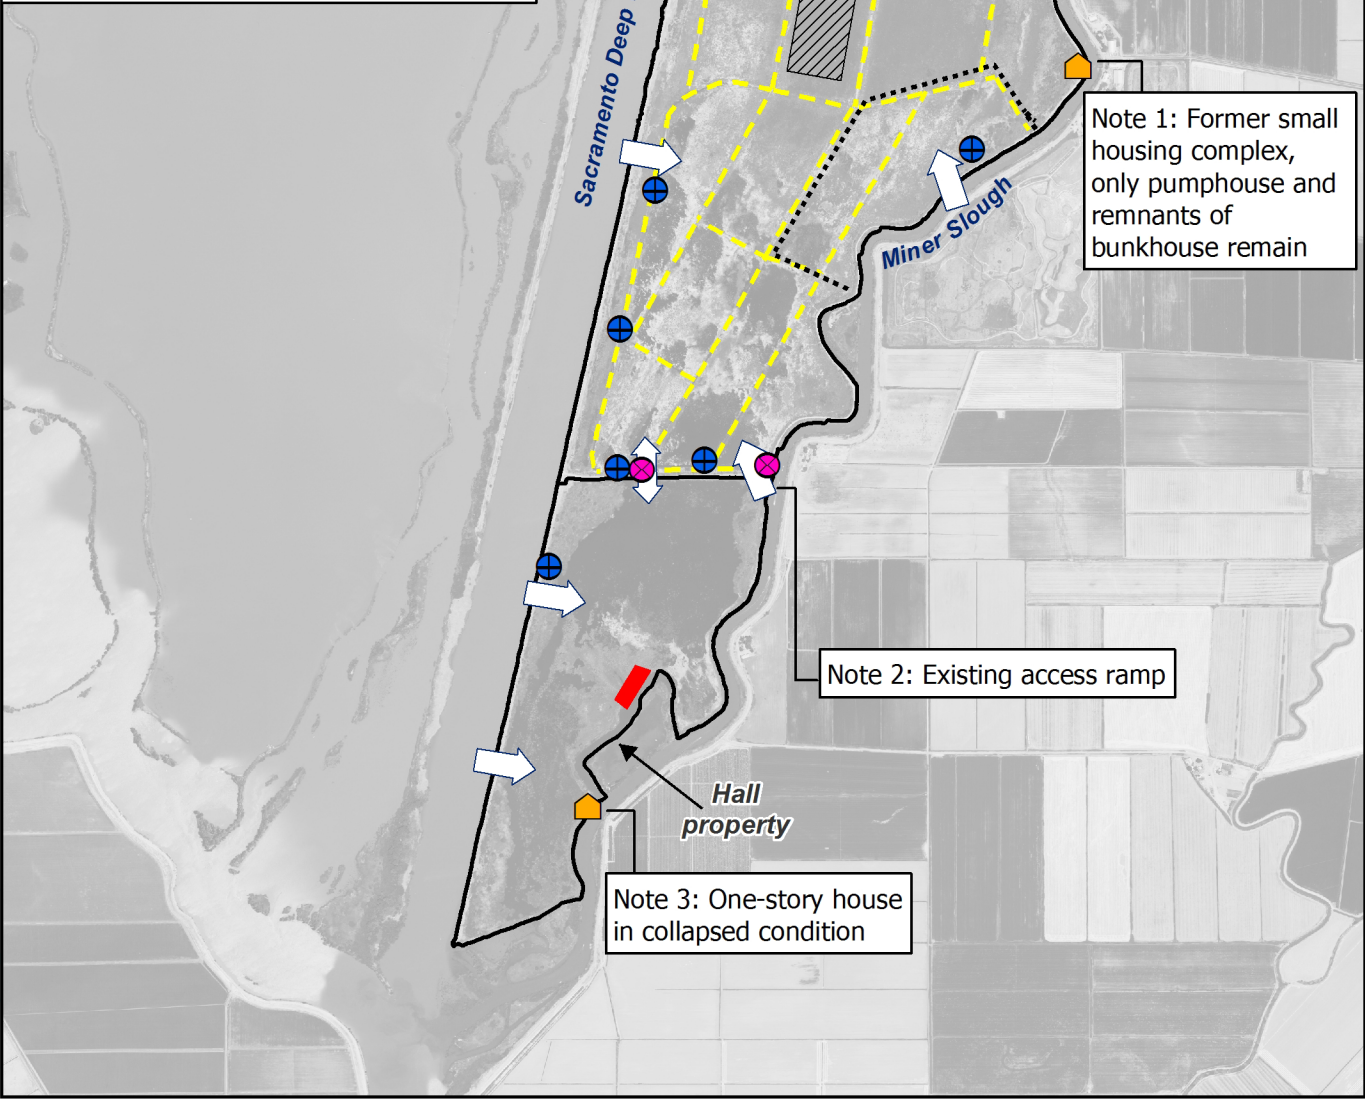 Sacramento Deep
Note 1: Former small
housing complex,
only pumphouse and
remnants of
bunkhouse remain
Miner Slough
Note 2: Existing access ramp
Hall
property
Note 3: One-story house
in collapsed condition